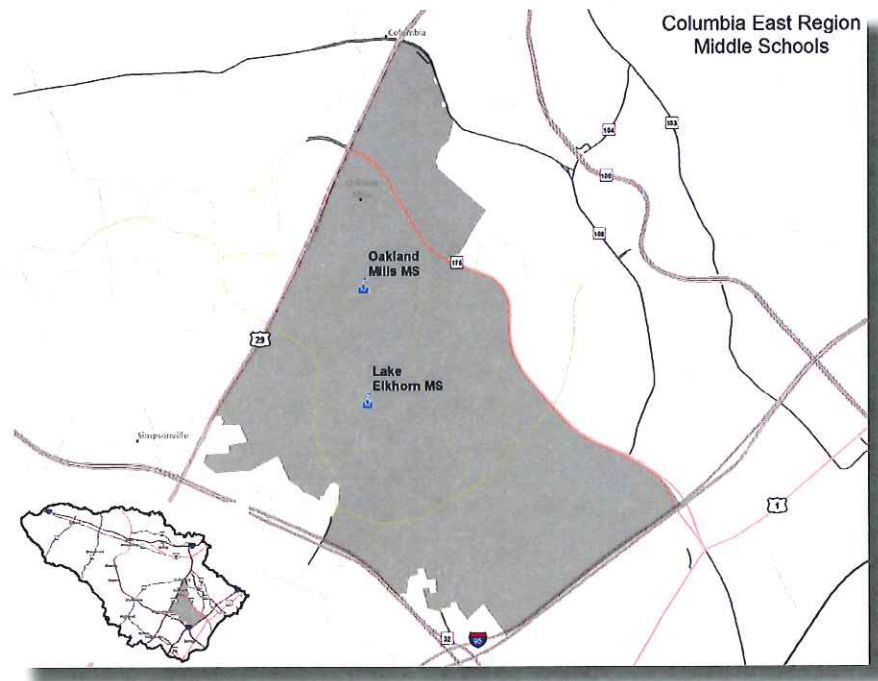 Columbia East Region
Middle Schools
Columbia
104
103
100
108
Oakland
Mills MS
175
29
Lake
Elkhorn MS
Simpsonville
1
32
95